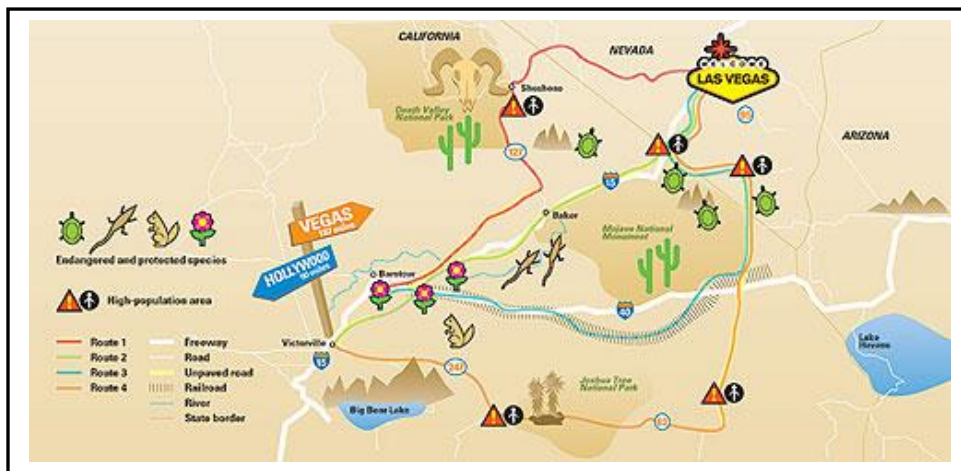 CALIFORNIA
NEVADA
LAS VEGAS
Shoshone
Death Valley
National Park
95
ARIZONA
127
15
VEGAS
HOLLYWOOD
Baker
Mojave National
Monument
Endangered and protected species
Barstow
High-population area
40
Route 1
Route 2
Route 3
Route 4
Freeway
Road
Unpaved road
Railroad
River
State border
Victorville
15
247
Lake
Havasu
Joshua Tree
National Park
Big Bear Lake
62